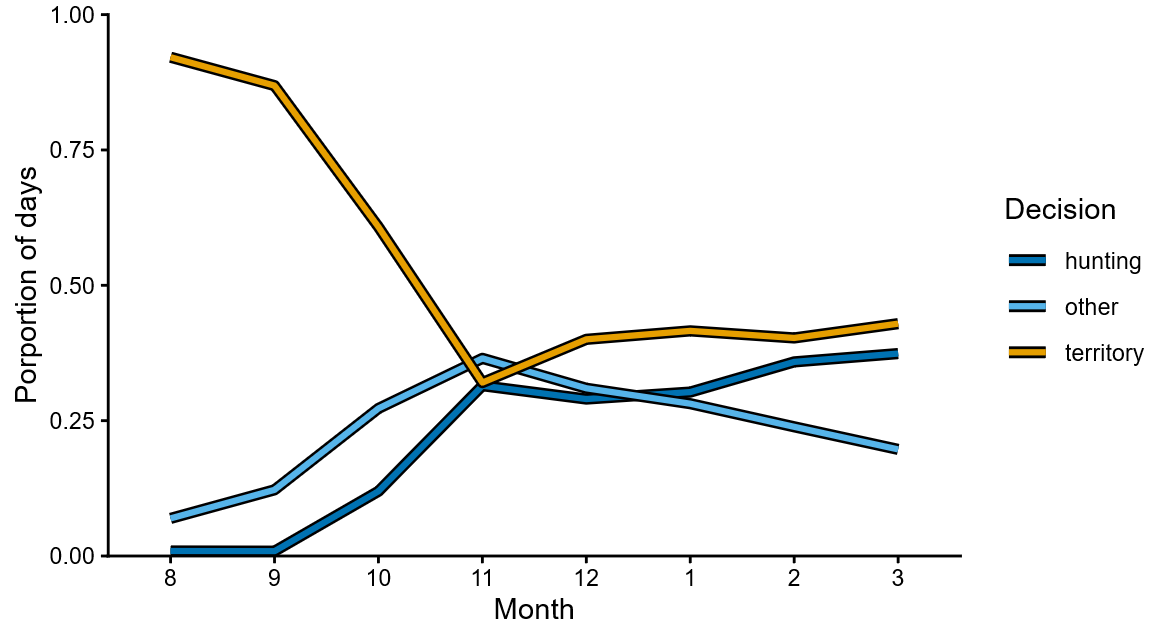 1.00
0.75
0.50
0.25
0.00
Porportion of days
8 9 10 11 12 1 2 3
Month
Decision
hunting
other
territory